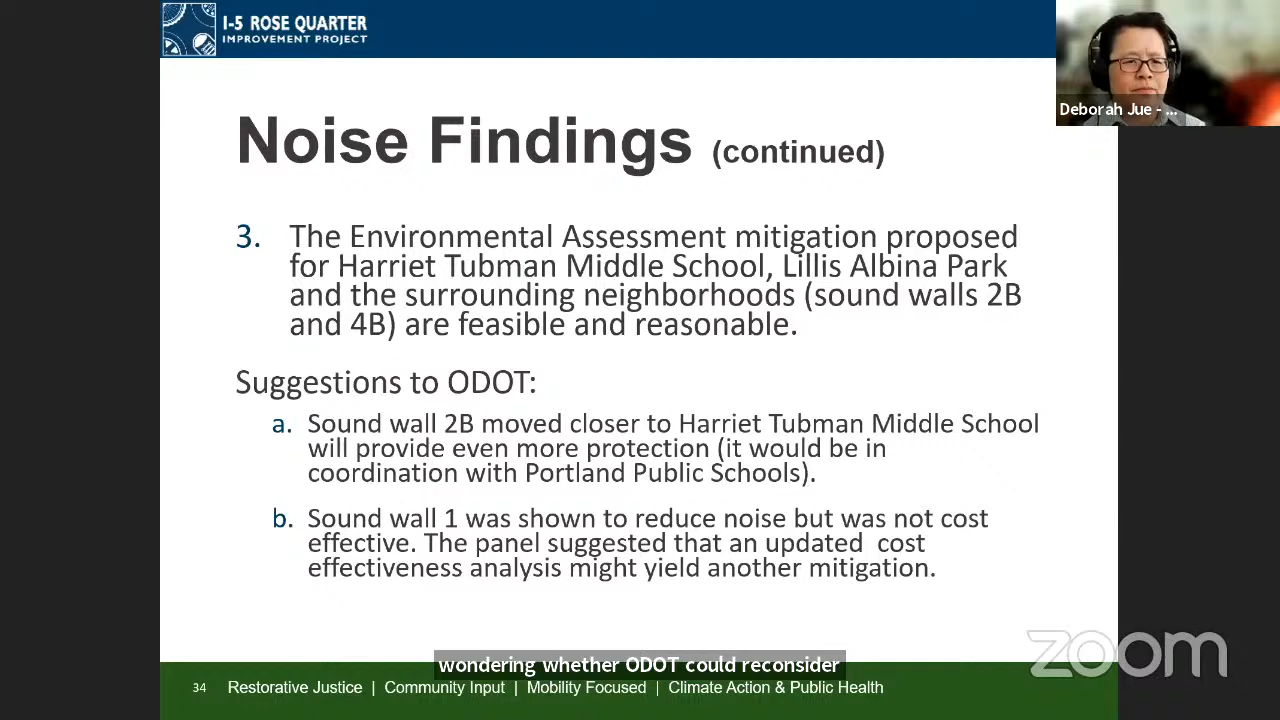 I-5 ROSE QUARTER
IMPROVEMENT PROJECT
Deborah Jue - ...
Noise Findings (continued)
3. The Environmental Assessment mitigation proposed
for Harriet Tubman Middle School, Lillis Albina Park
and the surrounding neighborhoods (sound walls 2B
and 4B) are feasible and reasonable.
Suggestions to ODOT:
a. Sound wall 2B moved closer to Harriet Tubman Middle School
will provide even more protection (it would be in
coordination with Portland Public Schools).
b. Sound wall 1 was shown to reduce noise but was not cost
effective. The panel suggested that an updated cost
effectiveness analysis might yield another mitigation.
zoom
wondering whether ODOT could reconsider
34 Restorative Justice | Community Input | Mobility Focused | Climate Action & Public Health